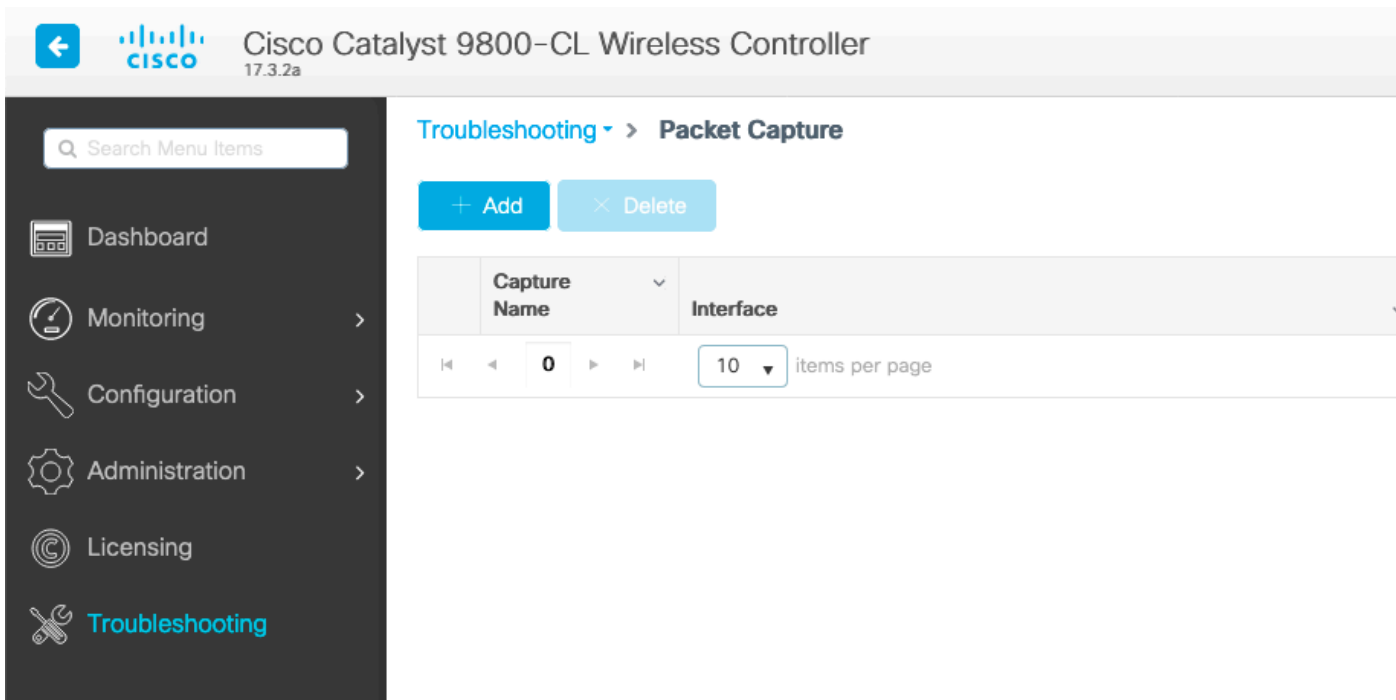 CISCO
Cisco Catalyst 9800-CL Wireless Controller
17.3.2a
Search Menu Items
Dashboard
Monitoring
Configuration
Administration
Licensing
Troubleshooting
Troubleshooting > Packet Capture
+ Add
× Delete
Capture
Name
Interface
0
10
items per page